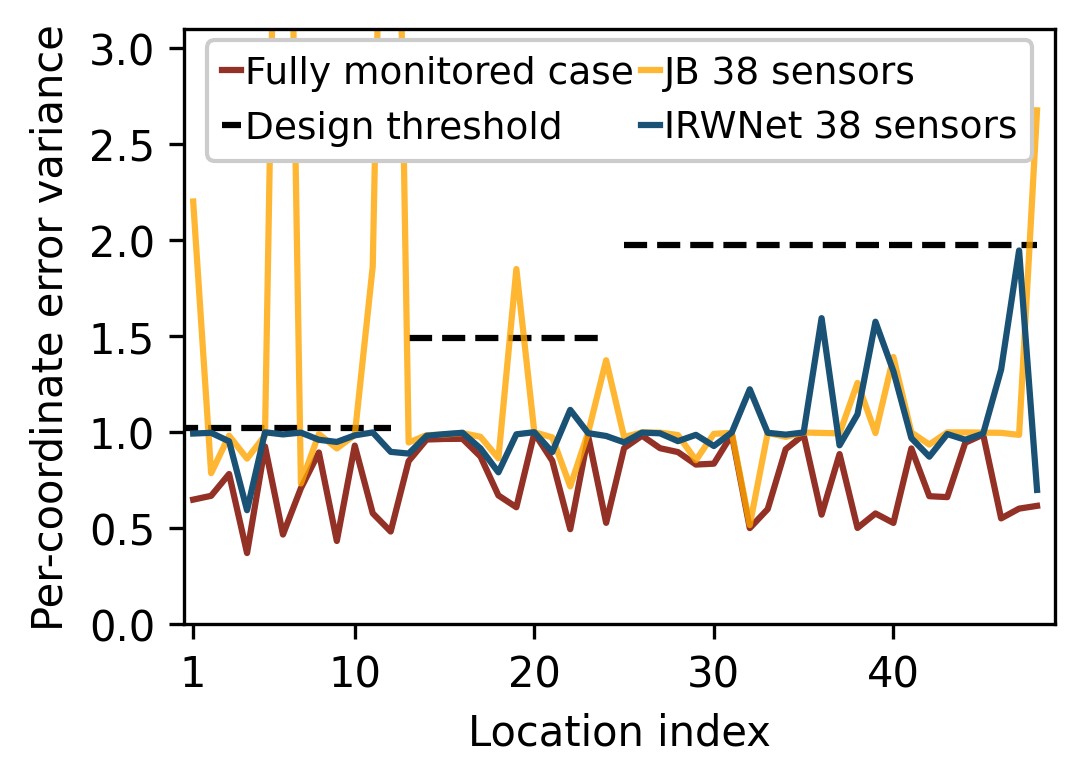 Per-coordinate error variance
3.0
2.5
2.0
1.5
1.0
0.5
0.0
Fully monitored case
Design threshold
JB 38 sensors
IRWNet 38 sensors
1
10
20
30
40
Location index